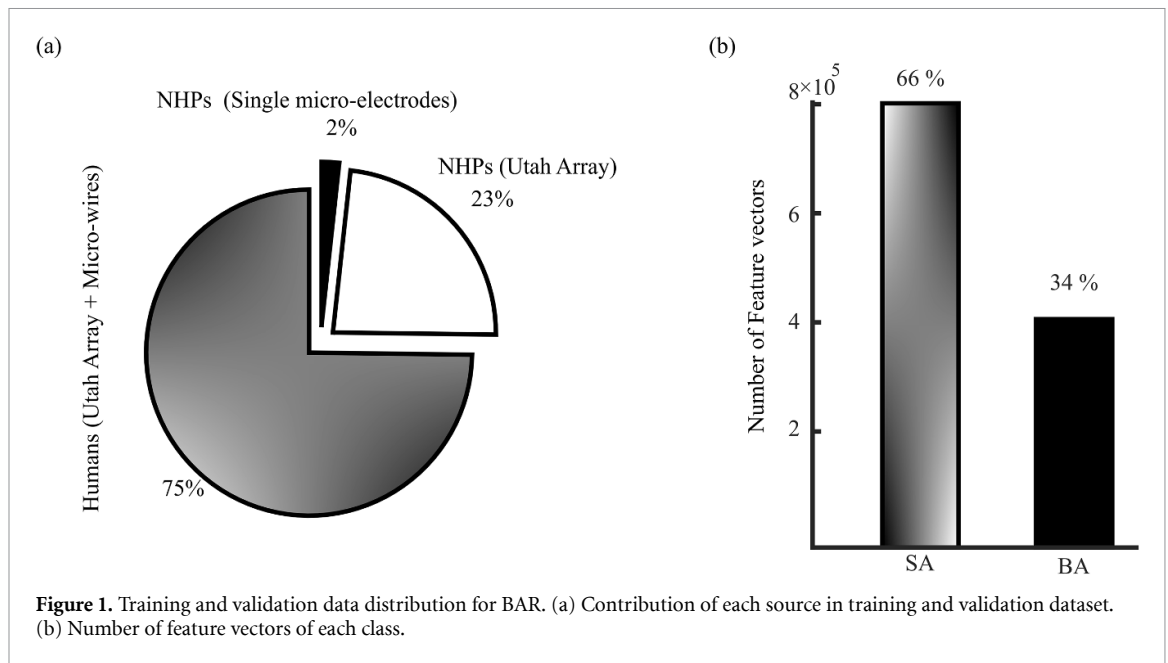 (a)
NHPs (Single micro-electrodes)
2%
NHPs (Utah Array)
23%
Humans (Utah Array + Micro-wires)
75%
(b)
Number of Feature vectors
8×10⁵
6
4
2
66 %
34 %
SA
BA
Figure 1. Training and validation data distribution for BAR. (a) Contribution of each source in training and validation dataset.
(b) Number of feature vectors of each class.